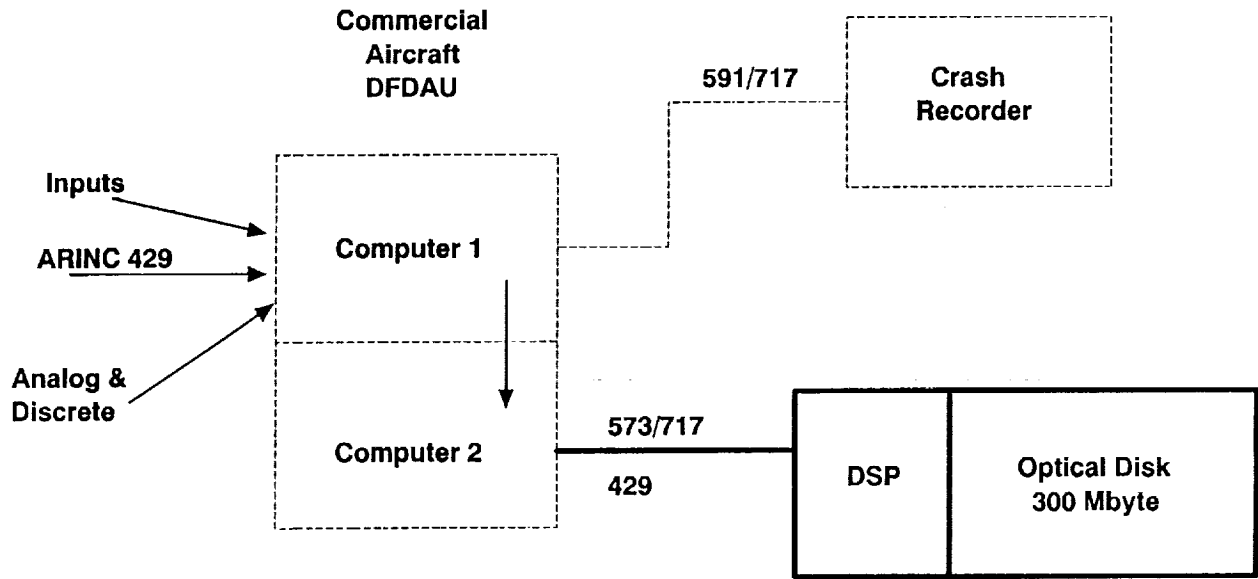 Commercial
Aircraft
DFDAU
591/717
Crash
Recorder
Inputs
ARINC 429
Analog &
Discrete
Computer 1
Computer 2
573/717
429
DSP
Optical Disk
300 Mbyte